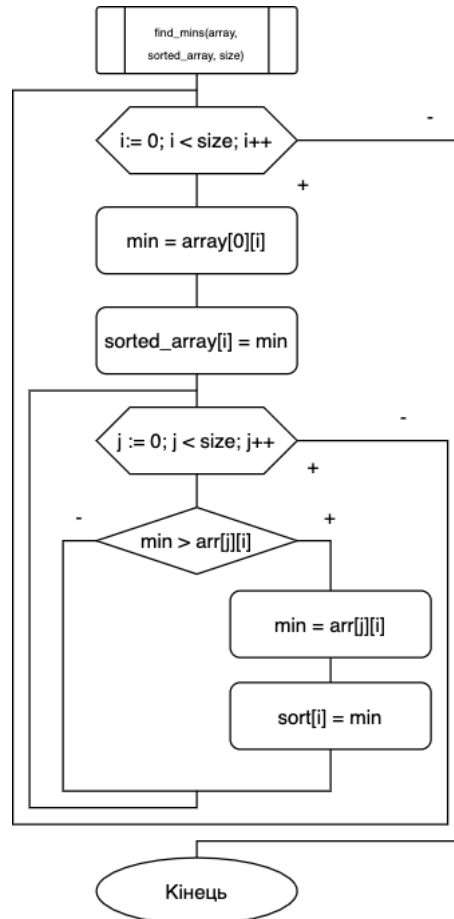 find_mins(array,
sorted_array, size)
i:= 0; i < size; i++
-
+
min = array[0][i]
sorted_array[i] = min
j := 0; j < size; j++
-
+
min > arr[j][i]
-
+
min = arr[j][i]
sort[i] = min
Кінець